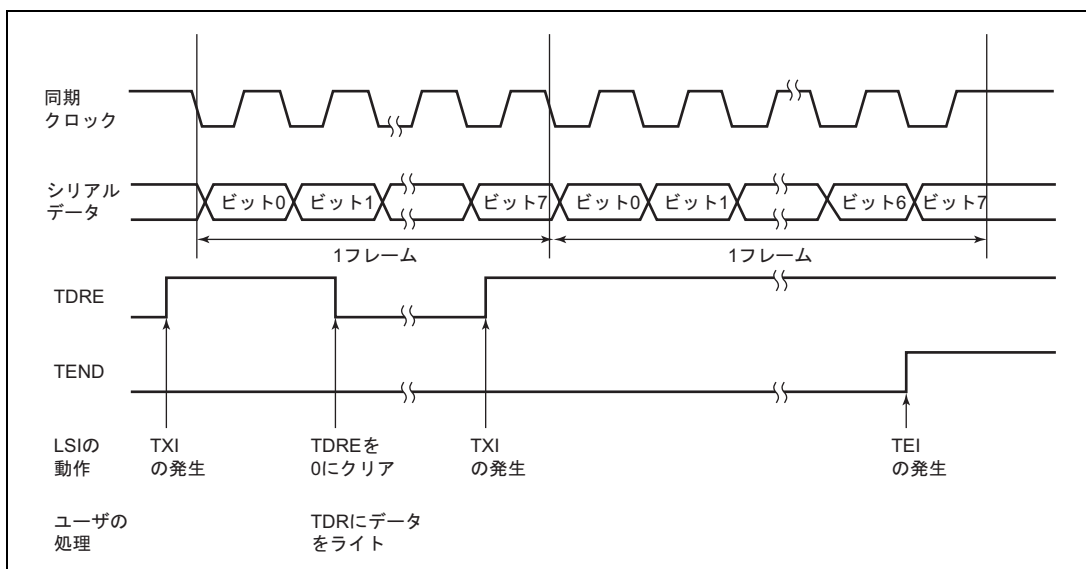 同期
クロック
シリアル
データ
ビット0
ビット1
ビット7
ビット0
ビット1
ビット6
ビット7
1フレーム
1フレーム
TDRE
TEND
LSIの
動作
TXI
の発生
TDREを
0にクリア
TXI
の発生
TEI
の発生
ユーザの
処理
TDRにデータ
をライト